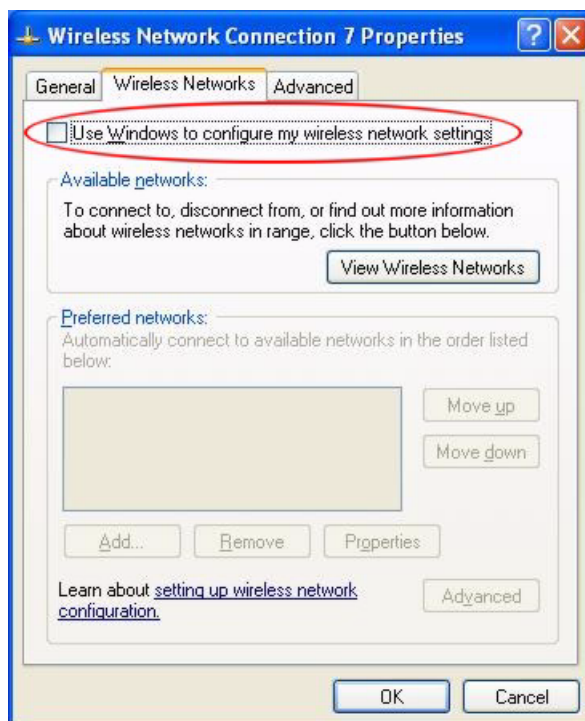 Wireless Network Connection 7 Properties
General
Wireless Networks
Advanced
Use Windows to configure my wireless network settings
Available networks:
To connect to, disconnect from, or find out more information
about wireless networks in range, click the button below.
View Wireless Networks
Preferred networks:
Automatically connect to available networks in the order listed
below:
Move up
Move down
Add...
Remove
Properties
Learn about setting up wireless network
configuration.
Advanced
OK
Cancel